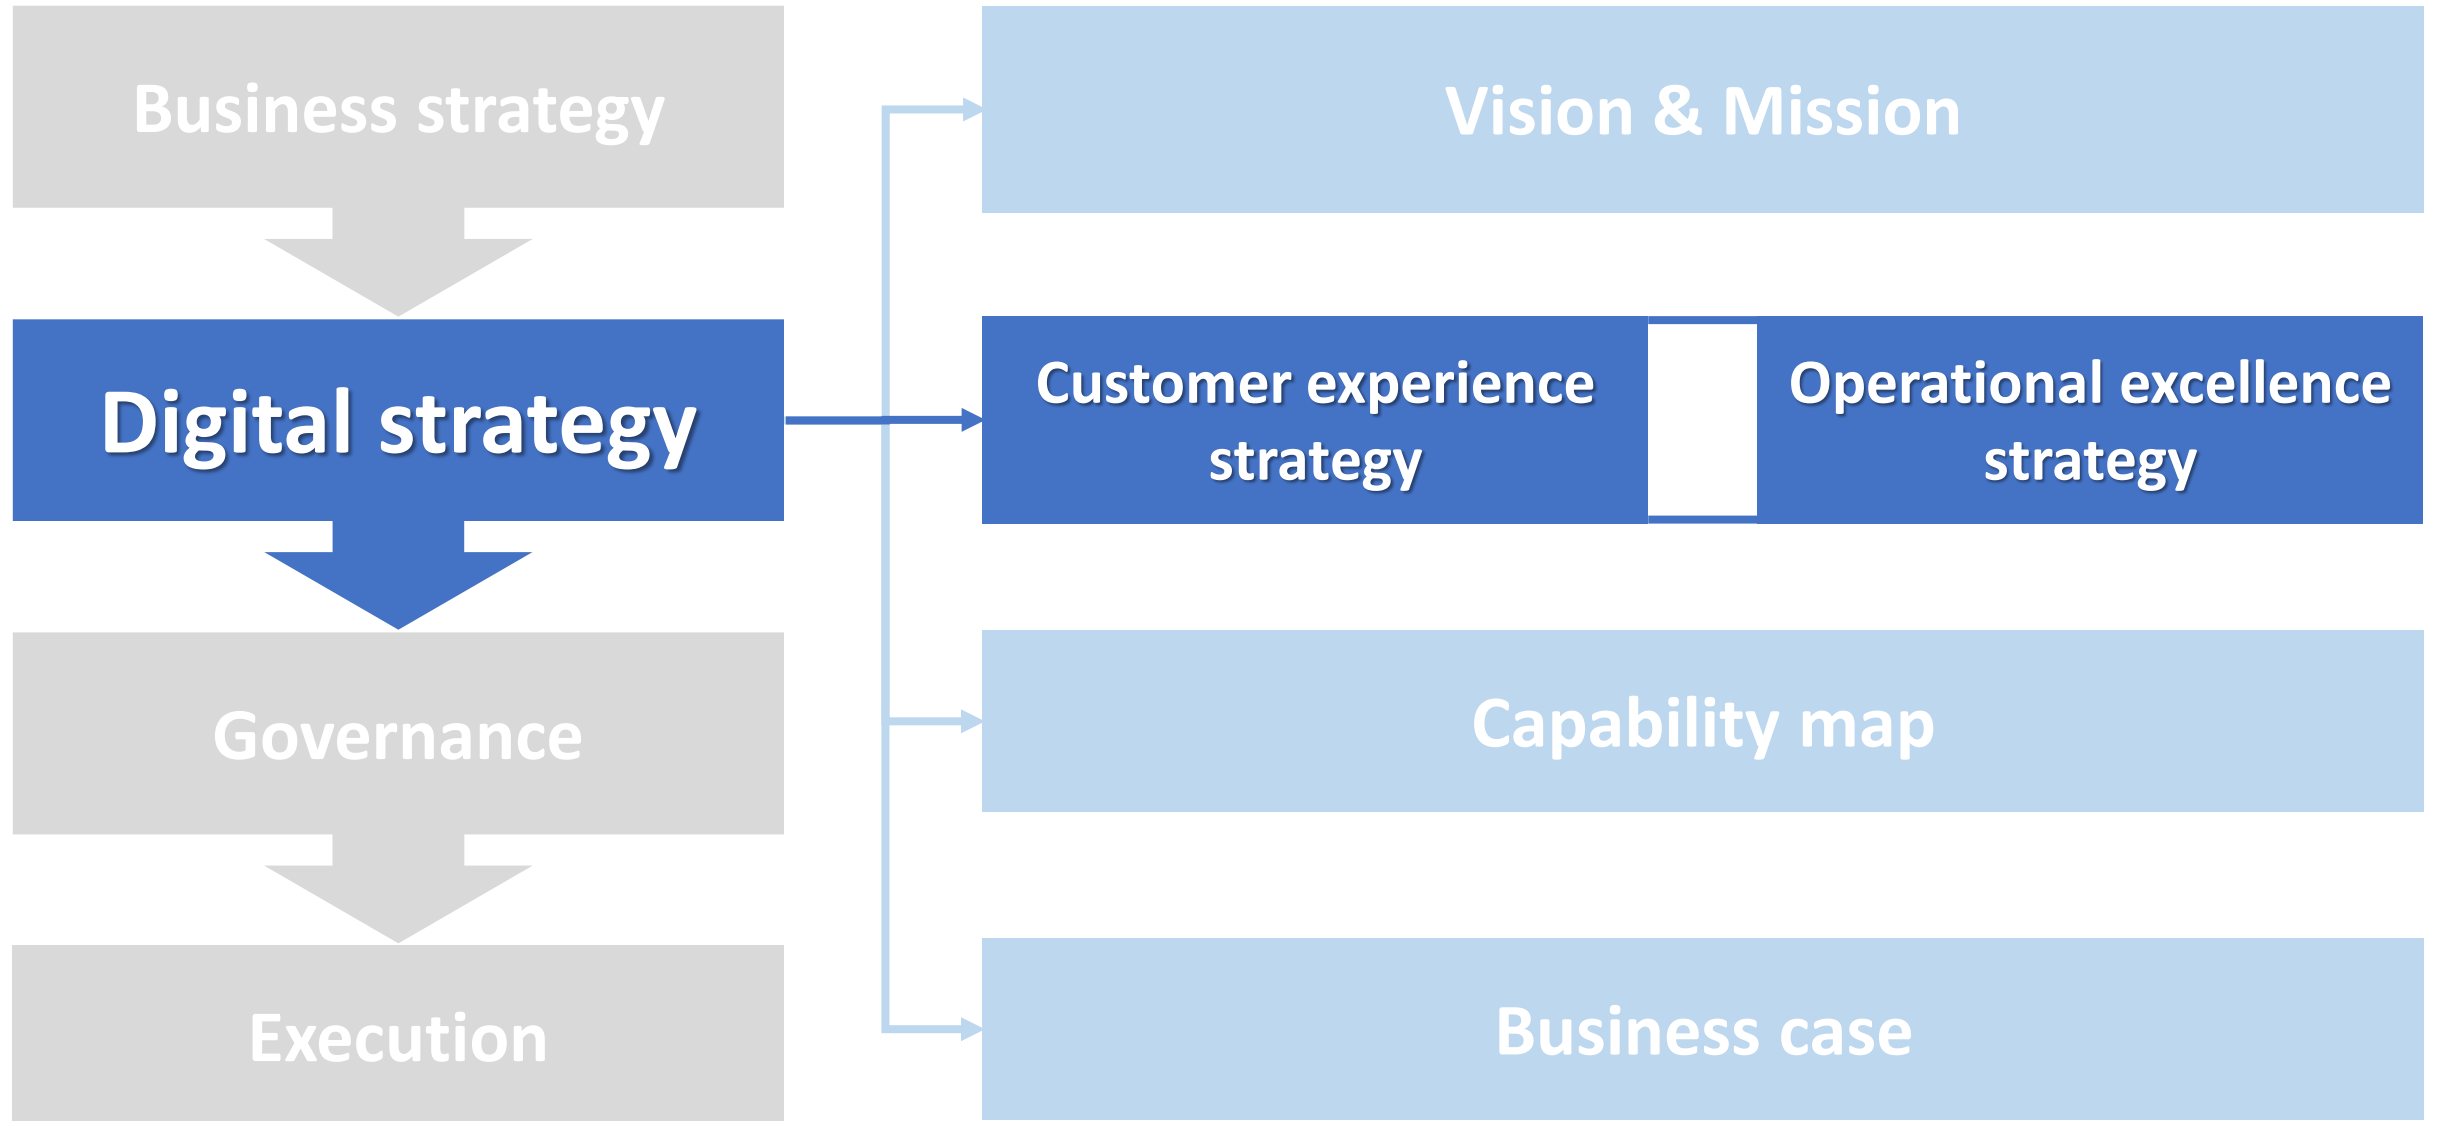 Business strategy
Digital strategy
Governance
Execution
Vision & Mission
Customer experience
strategy
Operational excellence
strategy
Capability map
Business case